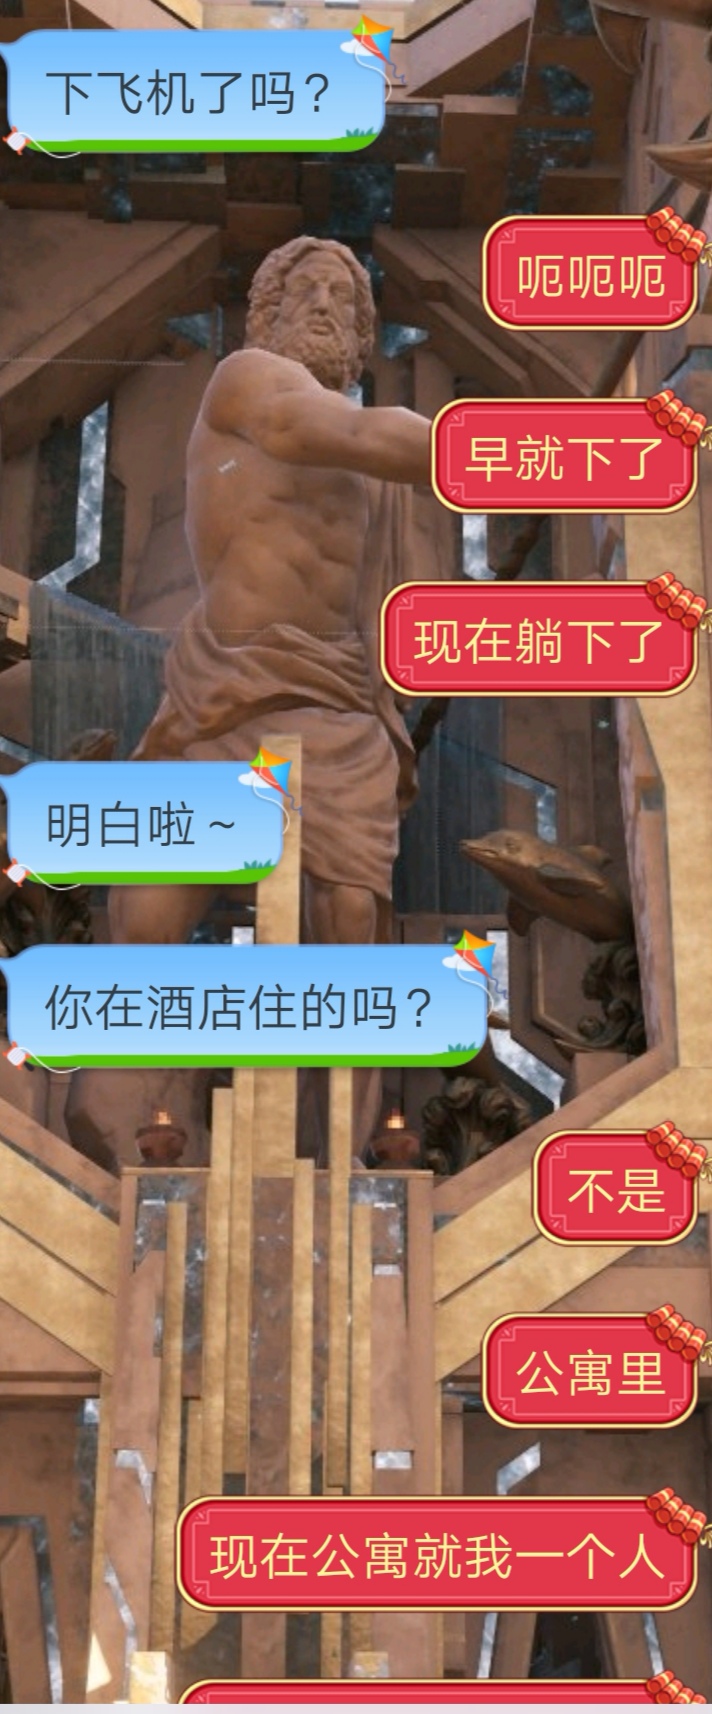 下飞机了吗？
呃呃呃
早就下了
现在躺下了
明白啦～
你在酒店住的吗？
不是
公寓里
现在公寓就我一个人